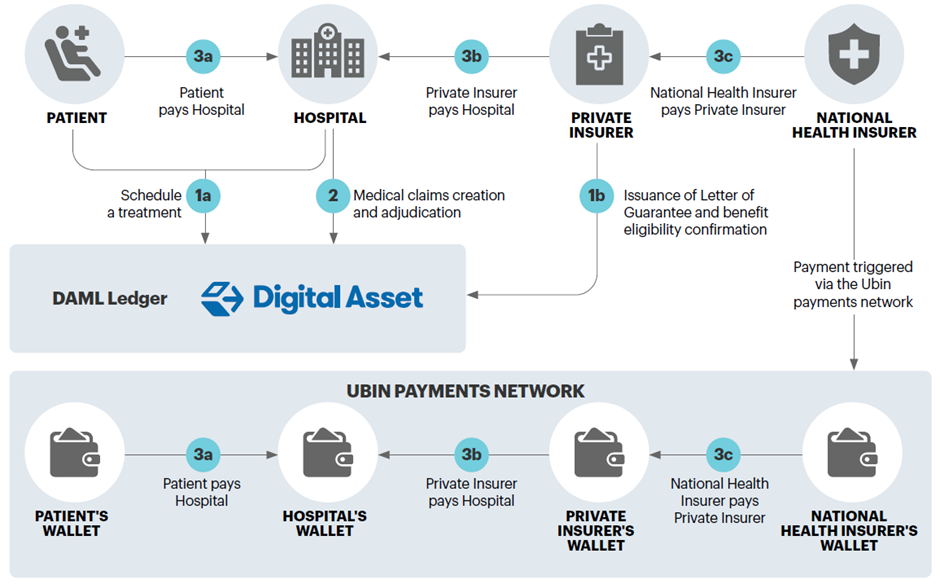 3a
3b
3c
Patient
pays Hospital
Private Insurer
pays Hospital
National Health Insurer
pays Private Insurer
PATIENT
HOSPITAL
PRIVATE
INSURER
NATIONAL
HEALTH INSURER
Schedule
a treatment
1a
2
Medical claims creation
and adjudication
1b
Issuance of Letter of
Guarantee and benefit
eligibility confirmation
Payment triggered
via the Ubin
payments network
DAML Ledger
Digital Asset
UBIN PAYMENTS NETWORK
3a
3b
3c
Patient pays
Hospital
Private Insurer
pays Hospital
National Health
Insurer pays
Private Insurer
PATIENT'S
WALLET
HOSPITAL'S
WALLET
PRIVATE
INSURER'S
WALLET
NATIONAL
HEALTH INSURER'S
WALLET